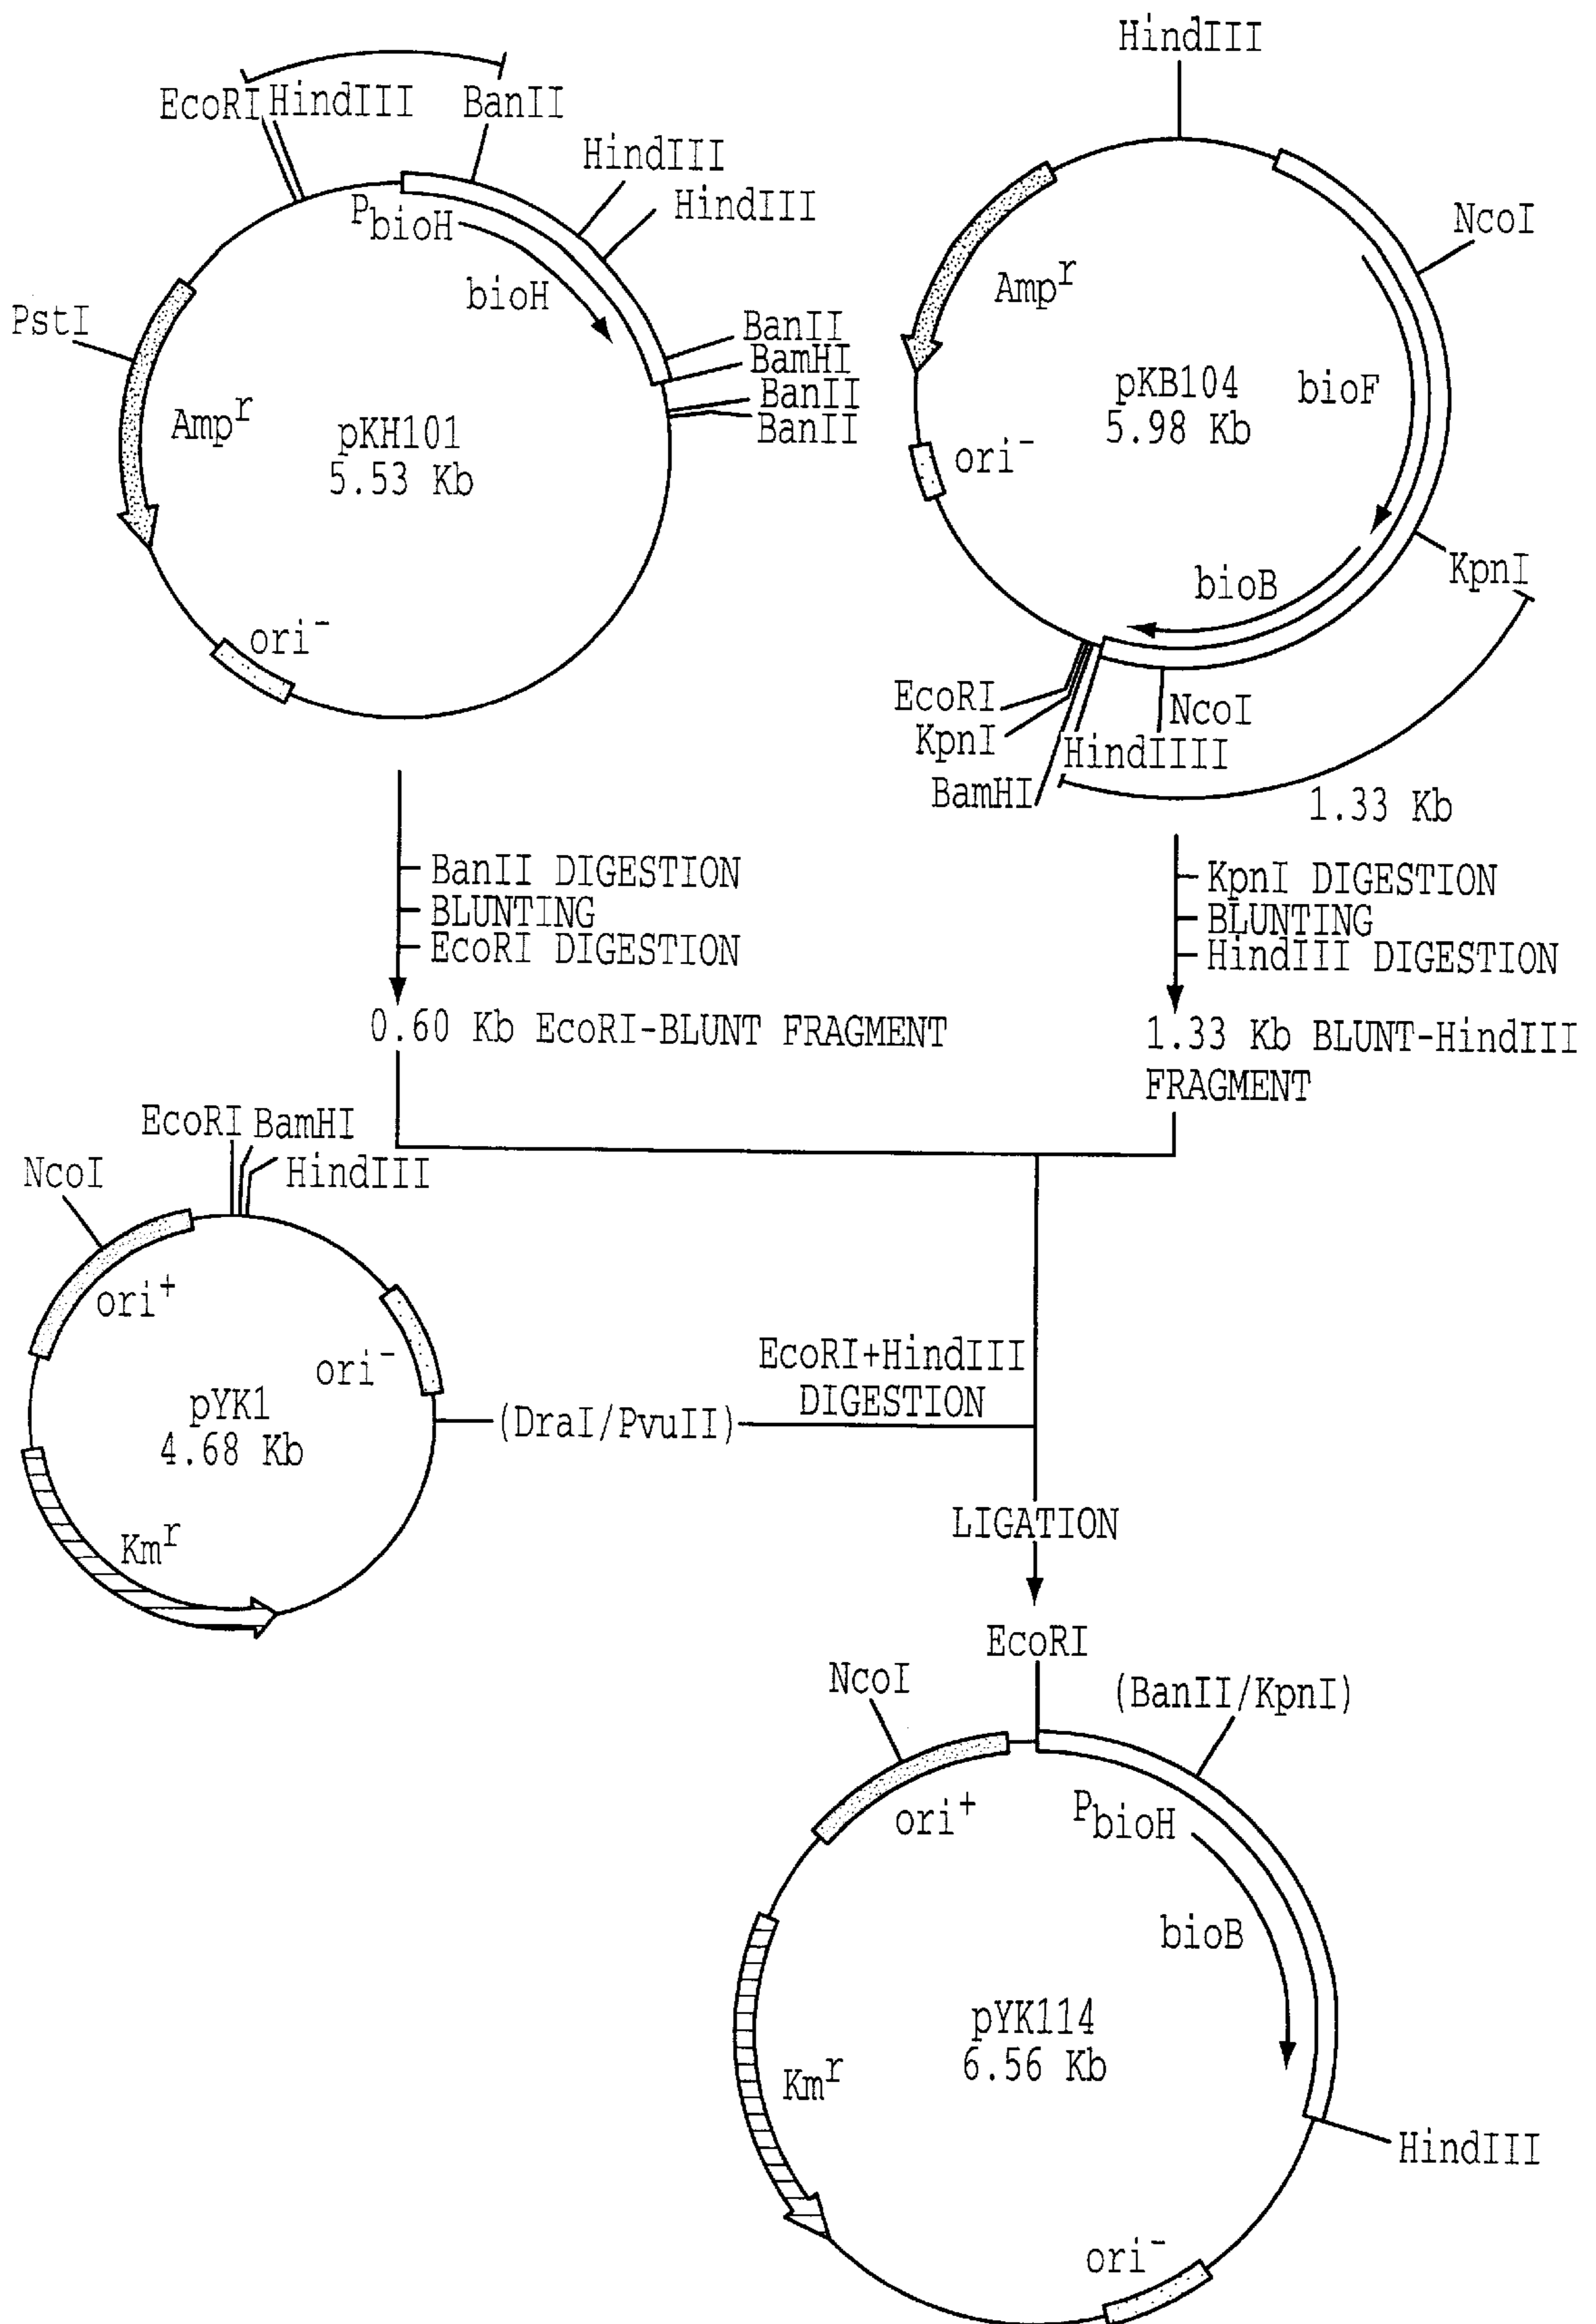 EcoRI HindIII BanII
HindIII
HindIII
PbioH
bioH
PstI
BanII
BamHI
BanII
BanII
Ampr
pKH101
5.53 Kb
ori-
HindIII
NcoI
Ampr
pKB104
5.98 Kb
bioF
ori-
KpnI
bioB
EcoRI
NcoI
KpnI
HindIIII
BamHI
1.33 Kb
BanII DIGESTION
BLUNTING
EcoRI DIGESTION
KpnI DIGESTION
BLUNTING
HindIII DIGESTION
0.60 Kb EcoRI-BLUNT FRAGMENT
1.33 Kb BLUNT-HindIII
FRAGMENT
EcoRI BamHI
NcoI
HindIII
ori+
ori-
pYK1
4.68 Kb
Kmr
(DraI/PvuII)
EcoRI+HindIII
DIGESTION
LIGATION
EcoRI
NcoI
(BanII/KpnI)
ori+
PbioH
bioB
pYK114
6.56 Kb
Kmr
HindIII
ori-